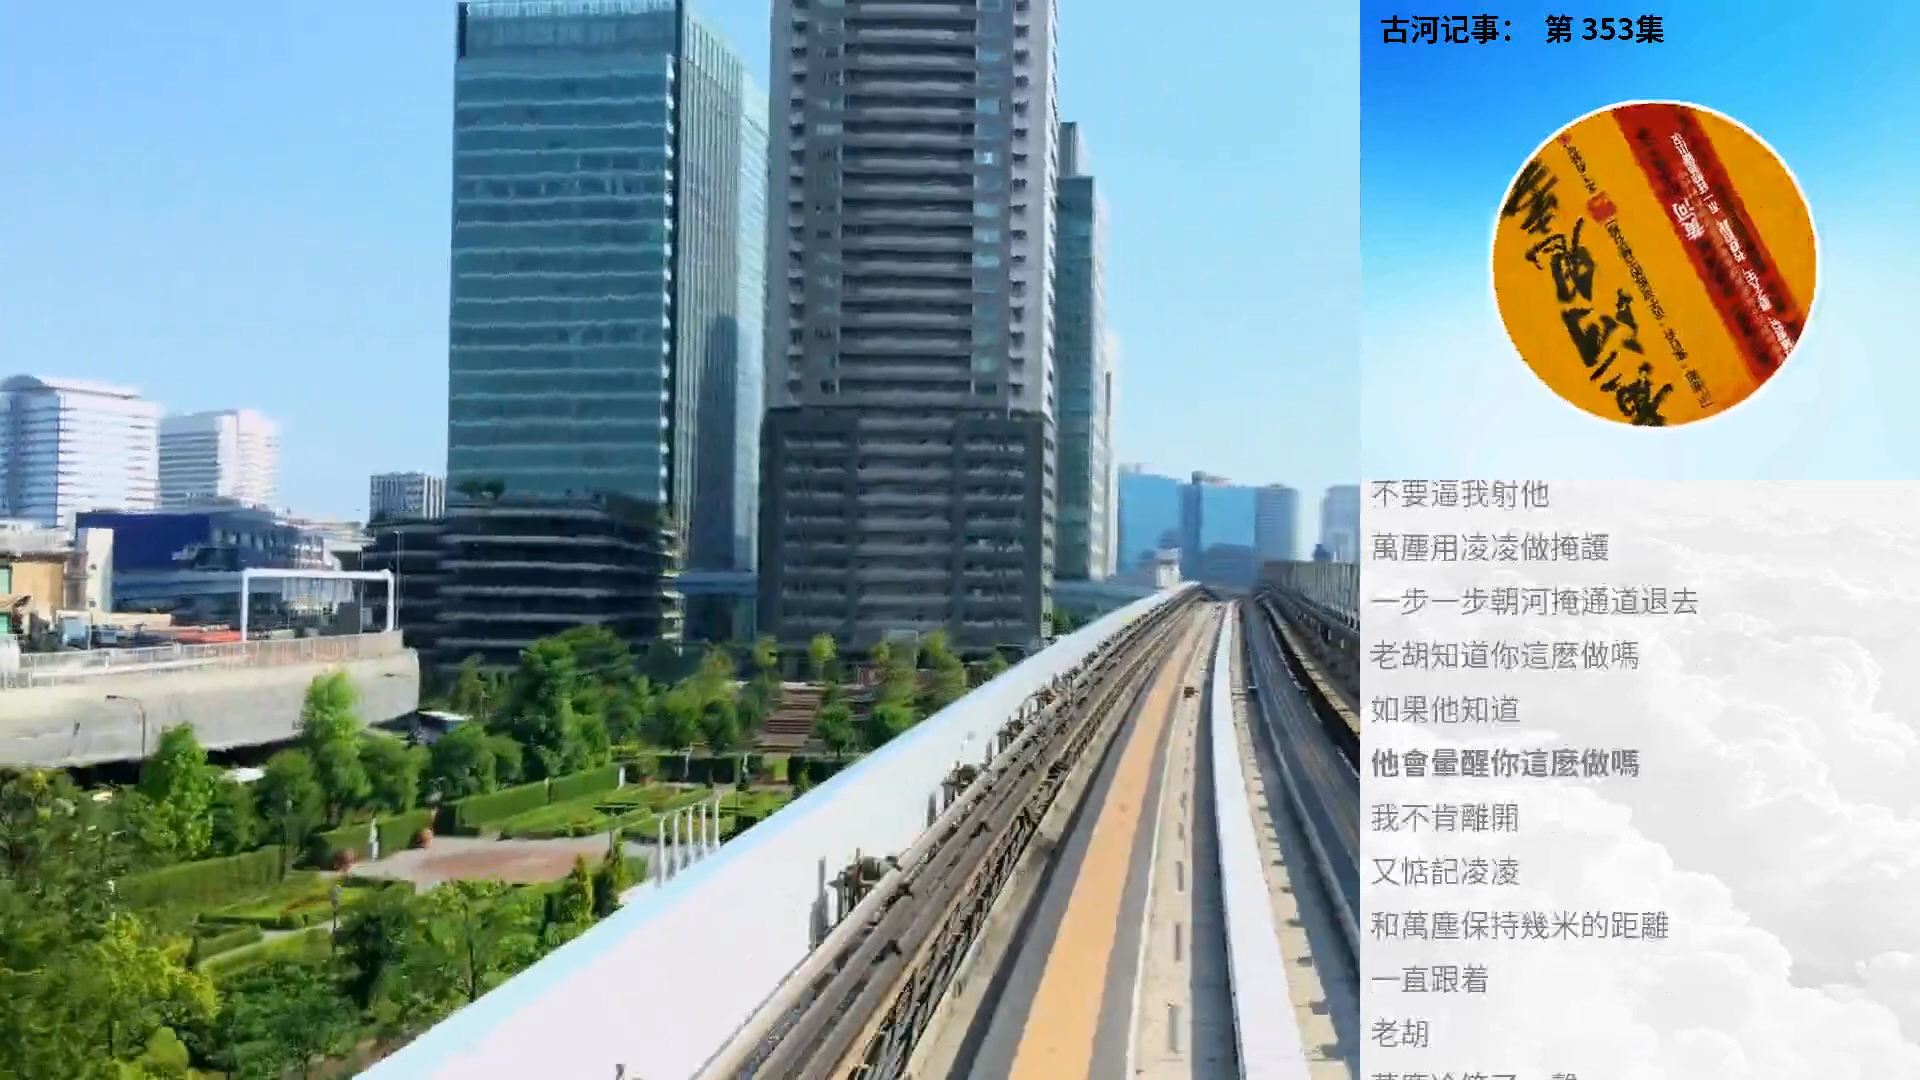 古河记事： 第 353集
不要逼我射他
萬塵用凌凌做掩護
一步一步朝河掩通道退去
老胡知道你這麼做嗎
如果他知道
他會暈醒你這麼做嗎
我不肯離開
又惦記凌凌
和萬塵保持幾米的距離
一直跟着
老胡